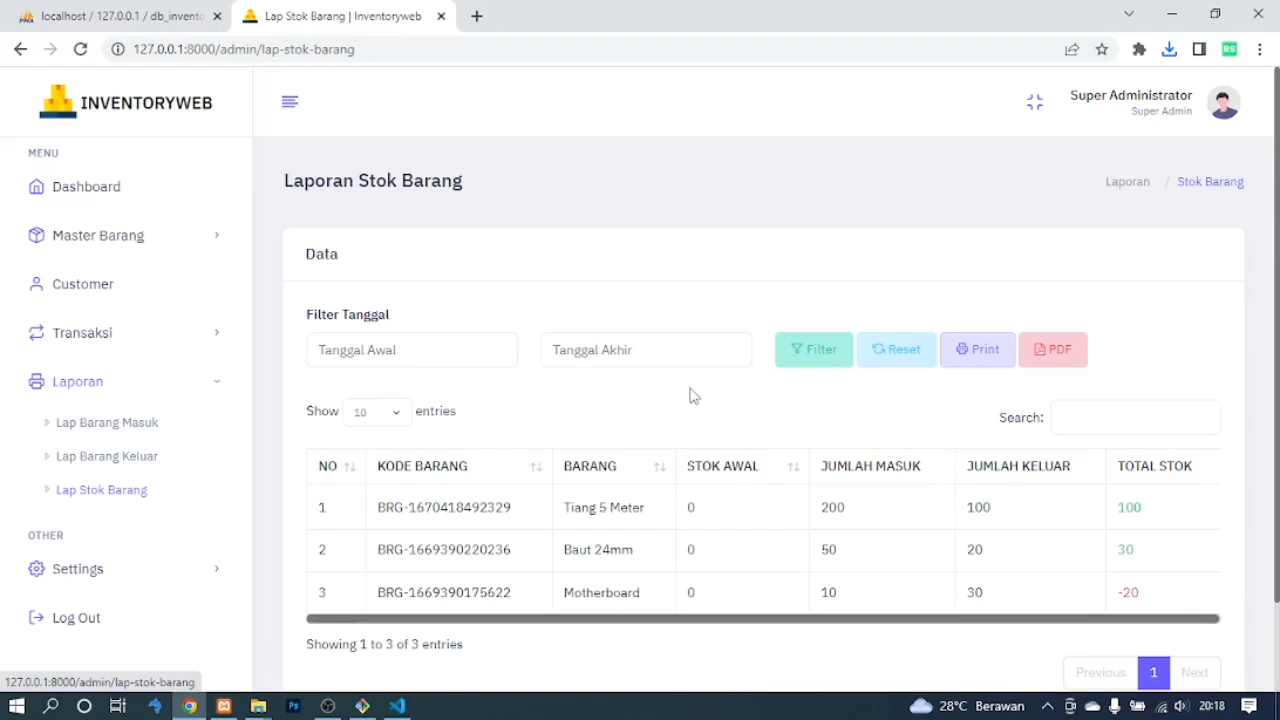 localhost / 127.0.0.1 / db_invento
Lap Stok Barang | Inventoryweb
127.0.0.1:8000/admin/lap-stok-barang
RS
INVENTORYWEB
Super Administrator
Super Admin
MENU
Dashboard
Master Barang
Customer
Transaksi
Laporan
Lap Barang Masuk
Lap Barang Keluar
Lap Stok Barang
OTHER
Settings
Log Out
Laporan Stok Barang
Laporan / Stok Barang
Data
Filter Tanggal
Tanggal Awal Tanggal Akhir Filter Reset Print PDF
Show 10 entries
Search:
NO KODE BARANG BARANG STOK AWAL JUMLAH MASUK JUMLAH KELUAR TOTAL STOK
1 BRG-1670418492329 Tiang 5 Meter 0 200 100 100
2 BRG-1669390220236 Baut 24mm 0 50 20 30
3 BRG-1669390175622 Motherboard 0 10 30 -20
Showing 1 to 3 of 3 entries
Previous 1 Next
127.0.0.1:8000/admin/lap-stok-barang
Ps
28°C Berawan
20:18